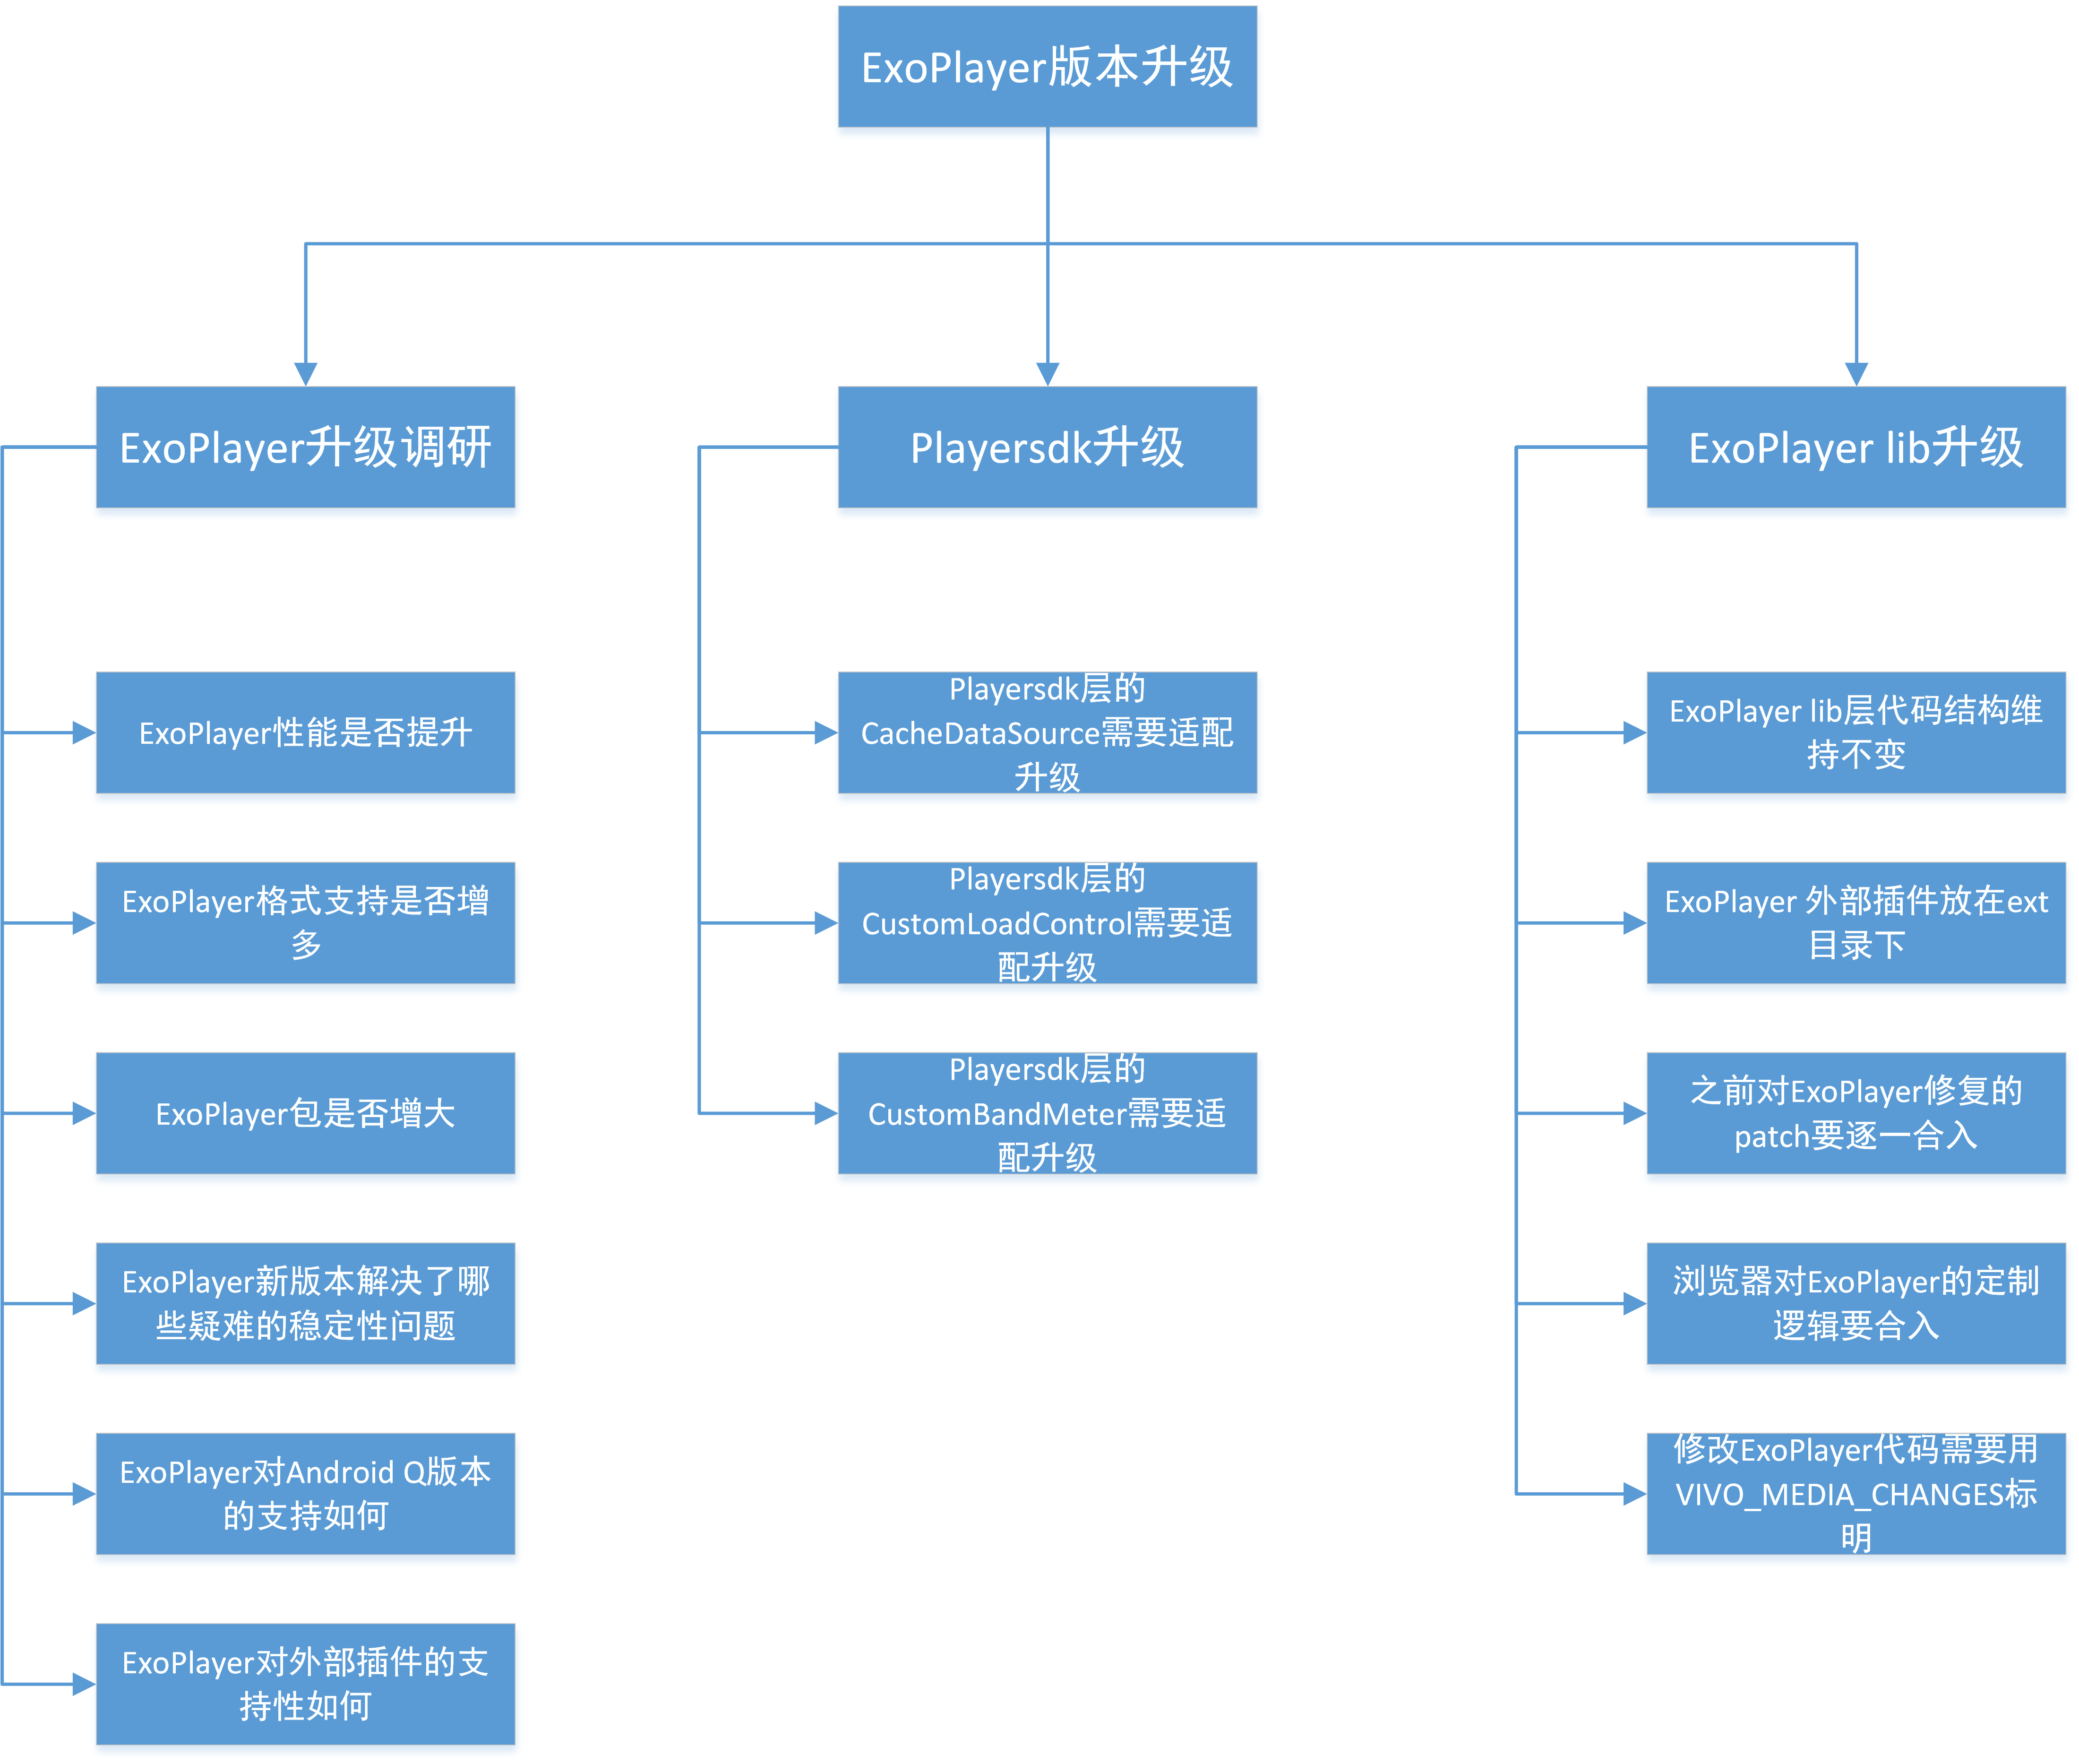 ExoPlayer版本升级
ExoPlayer升级调研
Playersdk升级
ExoPlayer lib升级
ExoPlayer性能是否提升
ExoPlayer格式支持是否增
多
ExoPlayer包是否增大
ExoPlayer新版本解决了哪
些疑难的稳定性问题
ExoPlayer对Android Q版本
的支持如何
ExoPlayer对外部插件的支
持性如何
Playersdk层的
CacheDataSource需要适配
升级
Playersdk层的
CustomLoadControl需要适
配升级
Playersdk层的
CustomBandMeter需要适
配升级
ExoPlayer lib层代码结构维
持不变
ExoPlayer 外部插件放在ext
目录下
之前对ExoPlayer修复的
patch要逐一合入
浏览器对ExoPlayer的定制
逻辑要合入
修改ExoPlayer代码需要用
VIVO_MEDIA_CHANGES标
明